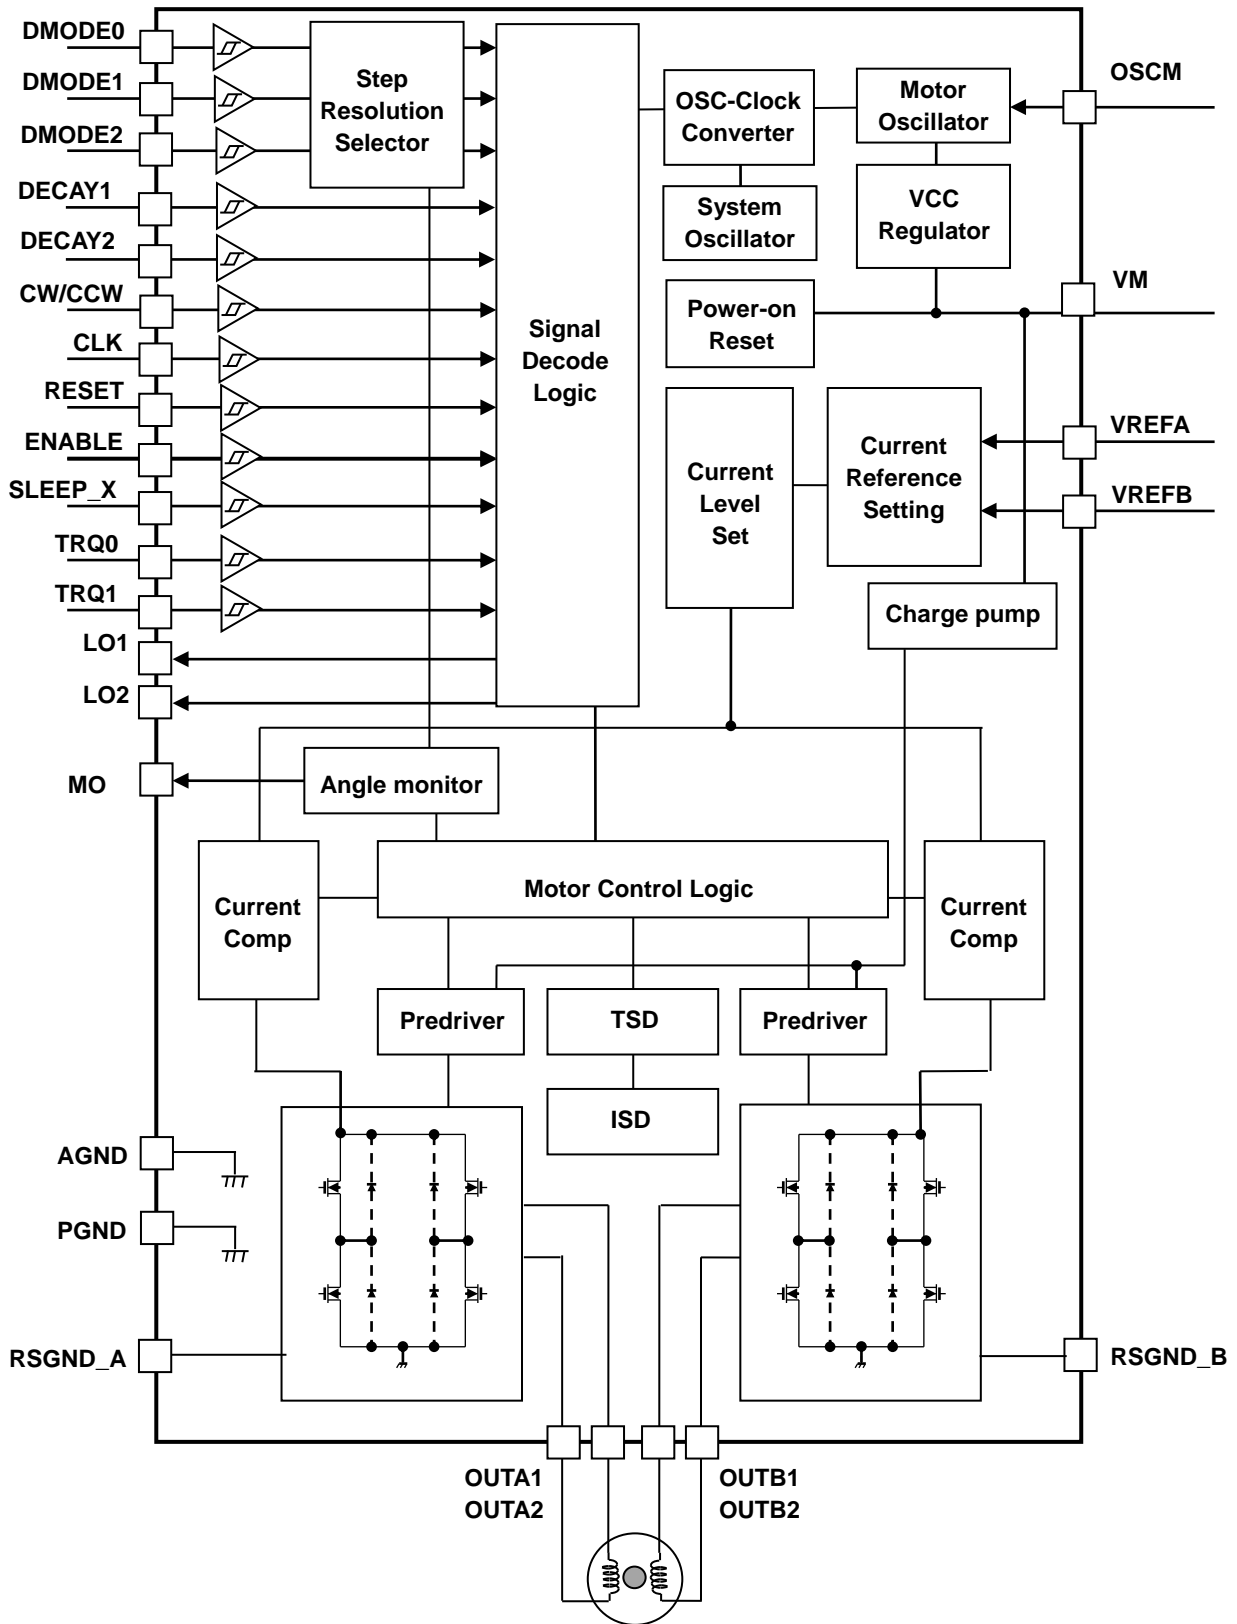 DMODE0
DMODE1
DMODE2
DECAY1
DECAY2
CW/CCW
CLK
RESET
ENABLE
SLEEP_X
TRQ0
TRQ1
LO1
LO2
MO
AGND
PGND
RSGND_A
Step
Resolution
Selector
Signal
Decode
Logic
OSC-Clock
Converter
Motor
Oscillator
System
Oscillator
VCC
Regulator
Power-on
Reset
Current
Level
Set
Current
Reference
Setting
Charge pump
OSCM
VM
VREFA
VREFB
Angle monitor
Motor Control Logic
Current
Comp
Current
Comp
Predriver
TSD
Predriver
ISD
RSGND_B
OUTA1
OUTA2
OUTB1
OUTB2